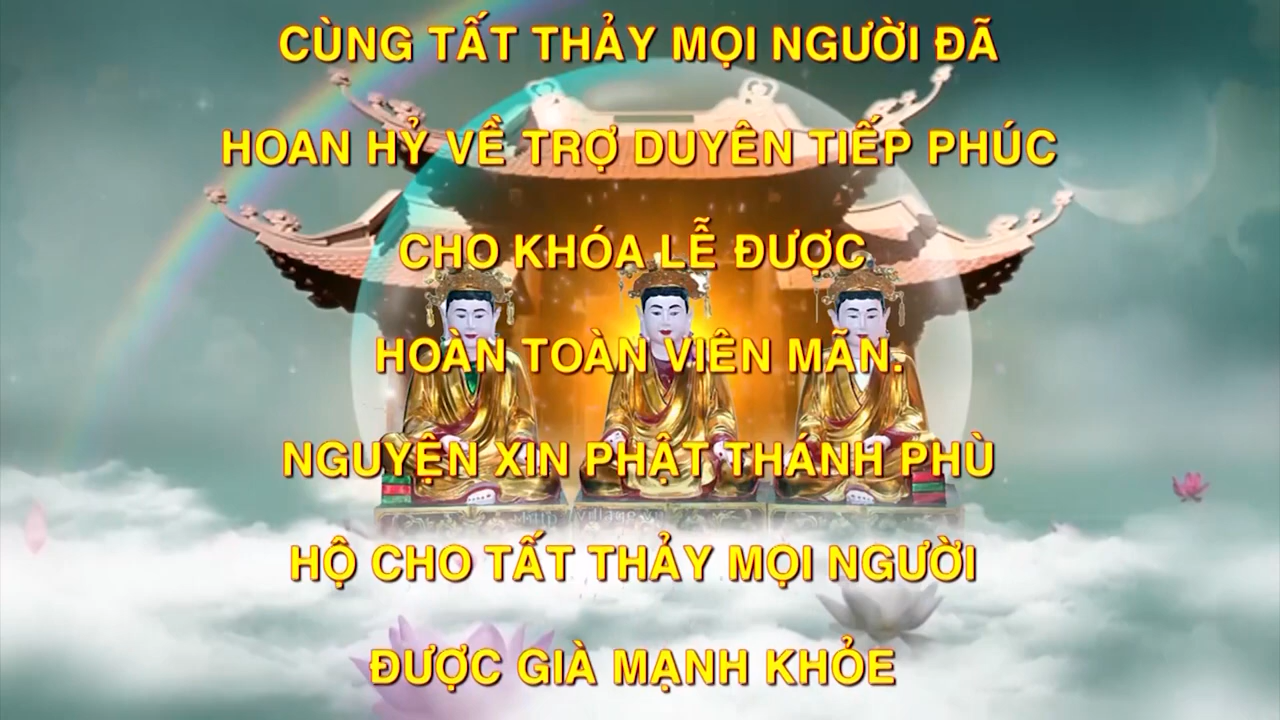 CÙNG TẤT THẢY MỌI NGƯỜI ĐÃ
HOAN HỶ VỀ TRỢ DUYÊN TIẾP PHÚC
CHO KHÓA LỄ ĐƯỢC
HOÀN TOÀN VIÊN MÃN.
NGUYỆN XIN PHẬT THÁNH PHÙ
HỘ CHO TẤT THẢY MỌI NGƯỜI
ĐƯỢC GIÀ MẠNH KHỎE